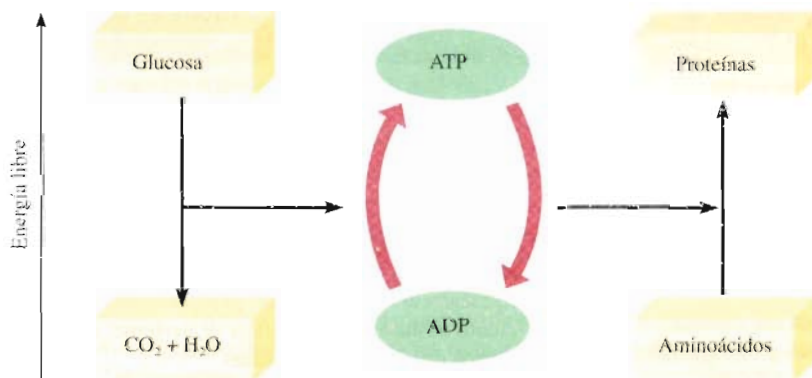 Energía libre
Glucosa
ATP
Proteínas
CO₂ + H₂O
ADP
Aminoácidos